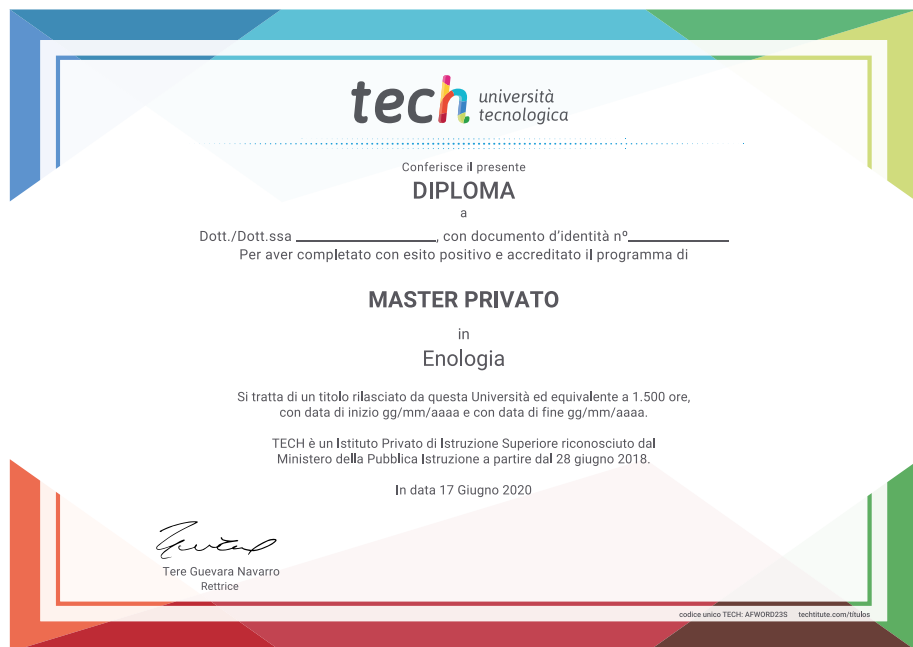 tech università
tecnologica
Conferisce il presente
DIPLOMA
a
Dott./Dott.ssa ____________, con documento d'identità nº____________
Per aver completato con esito positivo e accreditato il programma di
MASTER PRIVATO
in
Enologia
Si tratta di un titolo rilasciato da questa Università ed equivalente a 1.500 ore,
con data di inizio gg/mm/aaaa e con data di fine gg/mm/aaaa.
TECH è un Istituto Privato di Istruzione Superiore riconosciuto dal
Ministero della Pubblica Istruzione a partire dal 28 giugno 2018.
In data 17 Giugno 2020
Tere Guevara Navarro
Rettrice
codice unico TECH: AFWORD23S techtitute.com/titulos